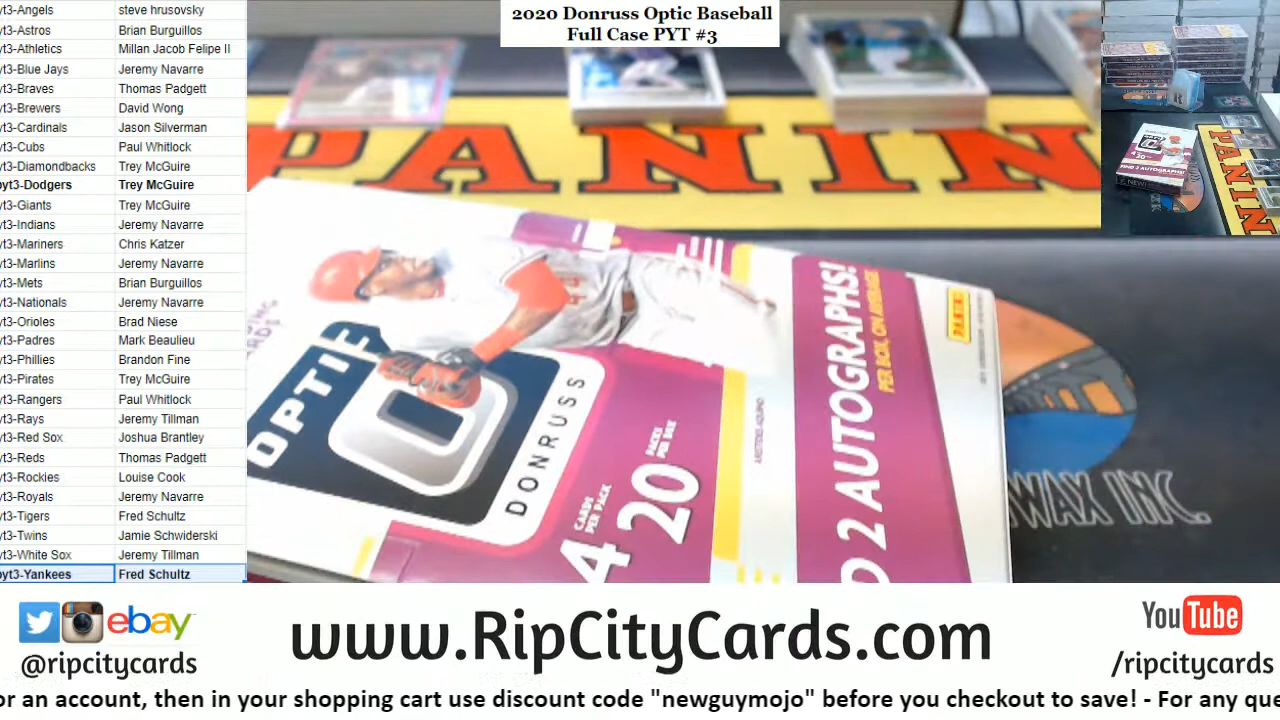 2020 Donruss Optic Baseball
Full Case PYT #3
yt3-Angels steve hrusovsky
yt3-Astros Brian Burguillos
yt3-Athletics Millan Jacob Felipe II
yt3-Blue Jays Jeremy Navarre
yt3-Braves Thomas Padgett
yt3-Brewers David Wong
yt3-Cardinals Jason Silverman
yt3-Cubs Paul Whitlock
yt3-Diamondbacks Trey McGuire
pyt3-Dodgers Trey McGuire
yt3-Giants Trey McGuire
yt3-Indians Jeremy Navarre
yt3-Mariners Chris Katzer
yt3-Marlins Jeremy Navarre
yt3-Mets Brian Burguillos
yt3-Nationals Jeremy Navarre
yt3-Orioles Brad Niese
yt3-Padres Mark Beaulieu
yt3-Phillies Brandon Fine
yt3-Pirates Trey McGuire
yt3-Rangers Paul Whitlock
yt3-Rays Jeremy Tillman
yt3-Red Sox Joshua Brantley
yt3-Reds Thomas Padgett
yt3-Rockies Louise Cook
yt3-Royals Jeremy Navarre
yt3-Tigers Fred Schultz
yt3-Twins Jamie Schwiderski
yt3-White Sox Jeremy Tillman
pyt3-Yankees Fred Schultz
PANIN
OPTIC
DONRUSS
4 CARDS PER PACK
20 PACKS PER BOX
D 2 AUTOGRAPHS!
PER BOX, ON AVERAGE
PANINI
WAX INC.
PANINI
FIND 2 AUTOGRAPHS!
ebay
@ripcitycards
www.RipCityCards.com
YouTube
/ripcitycards
or an account, then in your shopping cart use discount code "newguymojo" before you checkout to save! - For any que